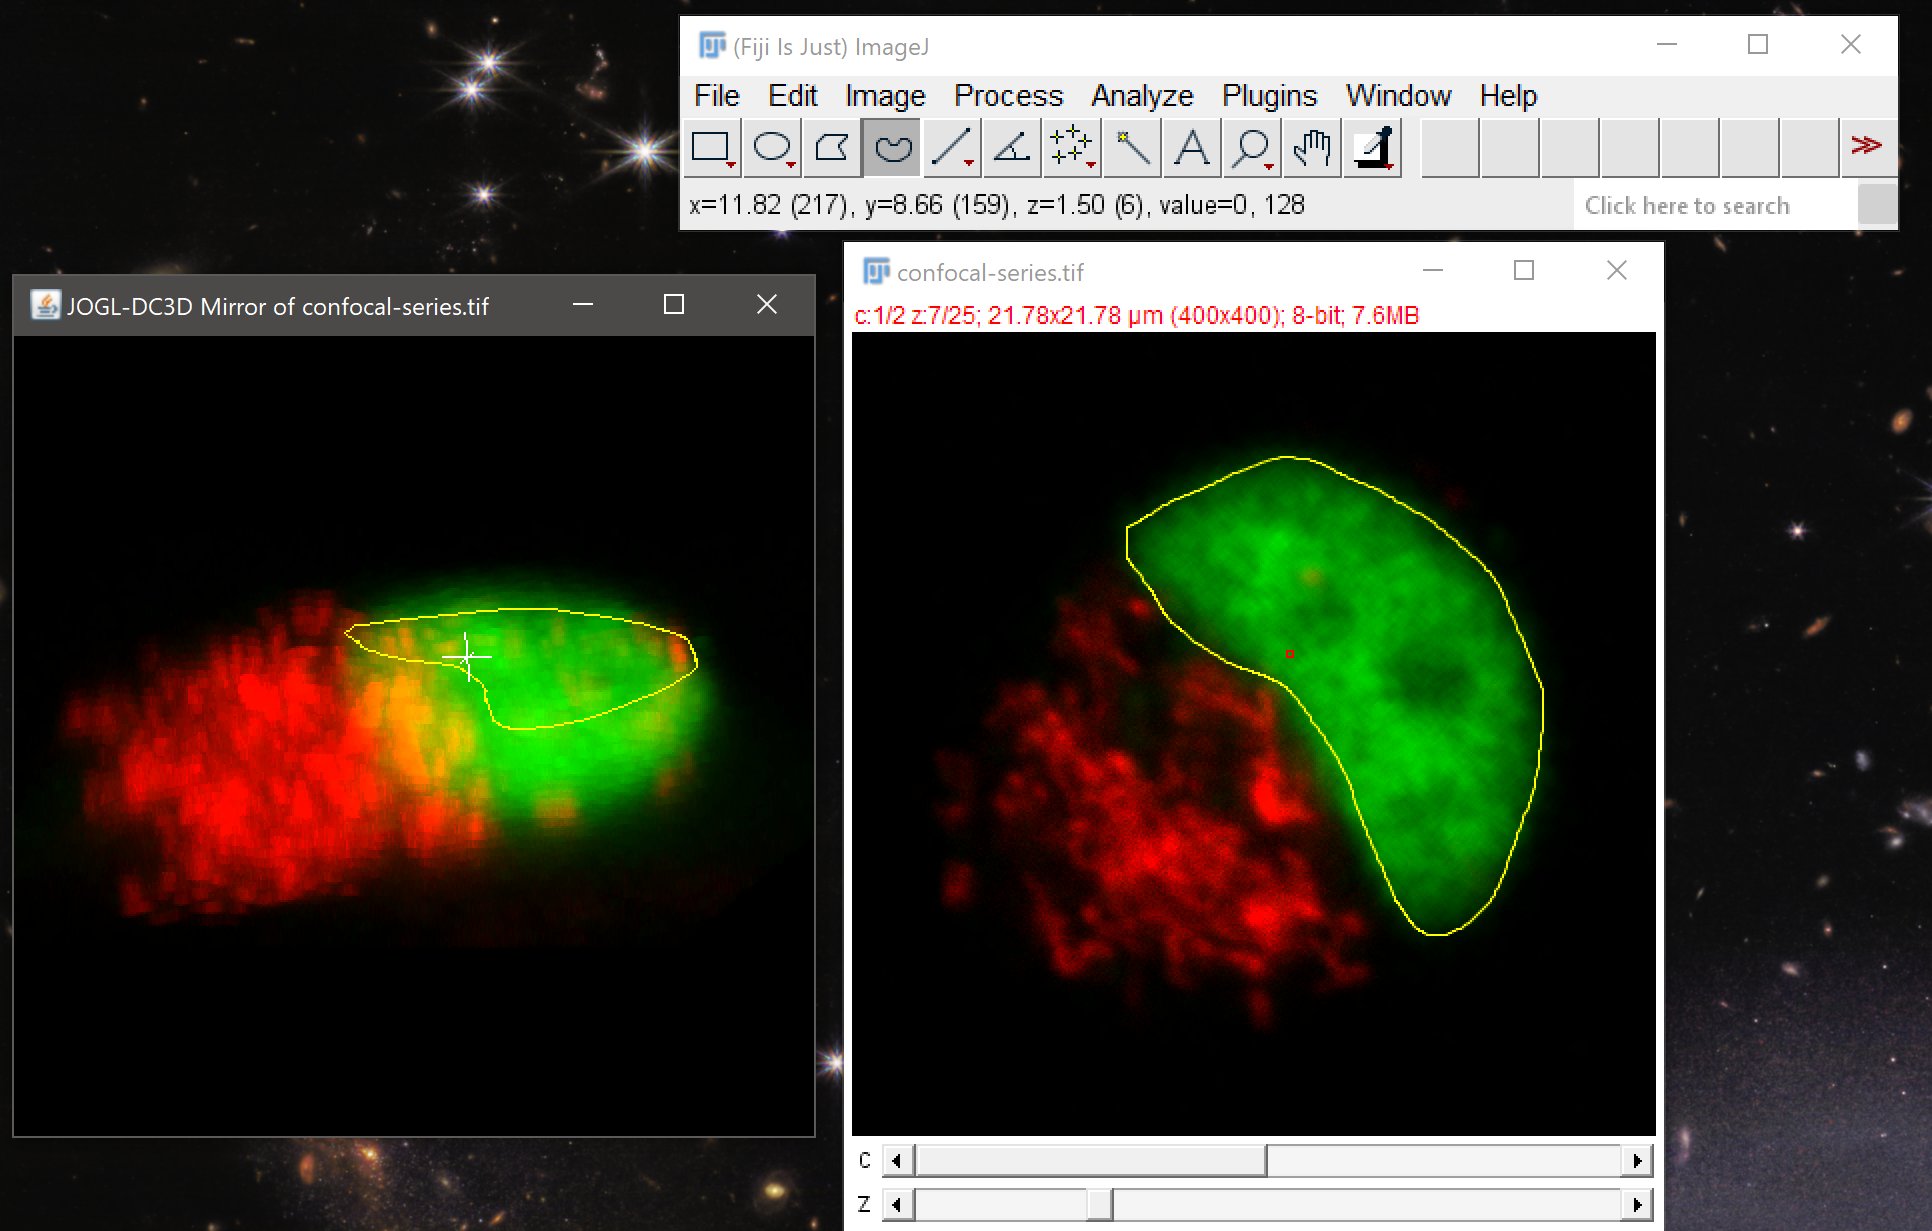 (Fiji Is Just) ImageJ
File Edit Image Process Analyze Plugins Window Help
x=11.82 (217), y=8.66 (159), z=1.50 (6), value=0, 128
Click here to search
JOGL-DC3D Mirror of confocal-series.tif
confocal-series.tif
c:1/2 z:7/25; 21.78x21.78 µm (400x400); 8-bit; 7.6MB
C
Z